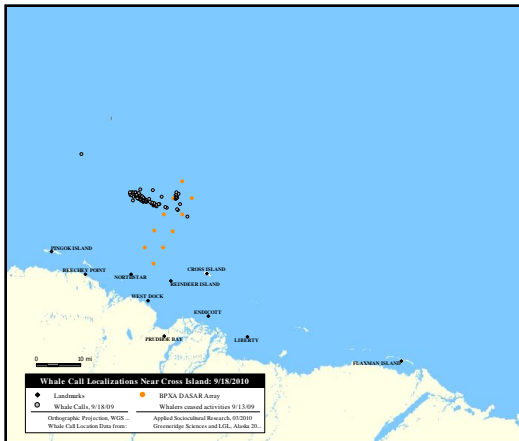 PINGOK ISLAND
BEECHEY POINT
NORTHSTAR
CROSS ISLAND
REINDEER ISLAND
WEST DOCK
ENDICOTT
PRUDHOE BAY
LIBERTY
FLAXMAN ISLAND
0 10 mi
Whale Call Localizations Near Cross Island: 9/18/2010
Landmarks
BPXA DASAR Array
Whale Calls, 9/18/09
Whalers caused activities 9/13/09
Orthographic Projection, WGS ...
Applied Sociocultural Research, 03/2010
Whale Call Location Data from:
Greeneridge Sciences and LGL, Alaska 20...